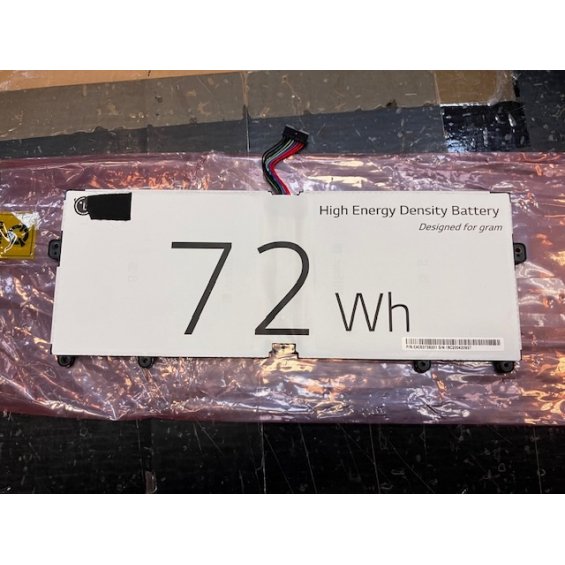 High Energy Density Battery
Designed for gram
72 Wh